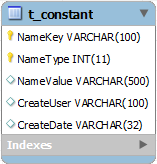 t_constant
NameKey VARCHAR(100)
NameType INT(11)
NameValue VARCHAR(500)
CreateUser VARCHAR(100)
CreateDate VARCHAR(32)
Indexes